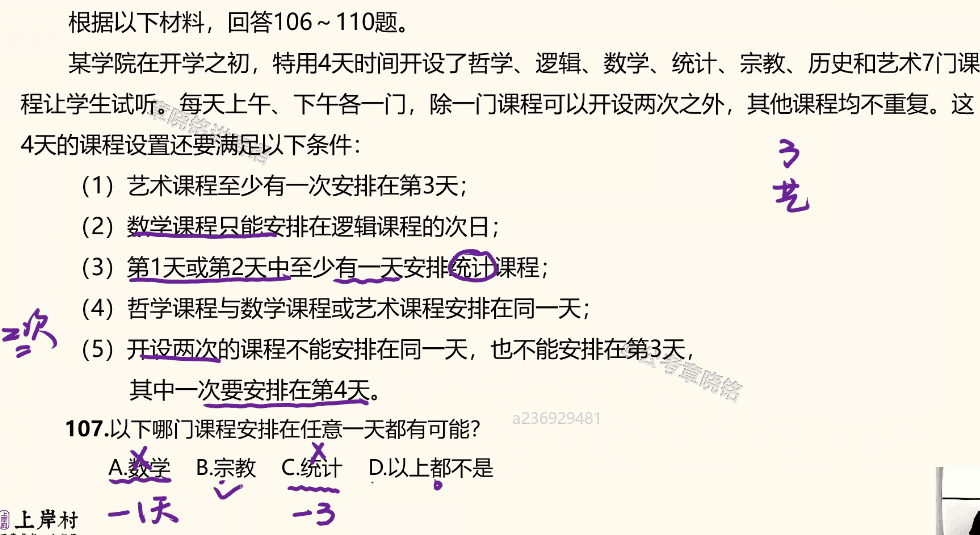 根据以下材料，回答106～110题。
某学院在开学之初，特用4天时间开设了哲学、逻辑、数学、统计、宗教、历史和艺术7门课
程让学生试听。每天上午、下午各一门，除一门课程可以开设两次之外，其他课程均不重复。这
4天的课程设置还要满足以下条件：
3
（1）艺术课程至少有一次安排在第3天；
艺
（2）数学课程只能安排在逻辑课程的次日；
（3）第1天或第2天中至少有一天安排统计课程；
（4）哲学课程与数学课程或艺术课程安排在同一天；
2次
（5）开设两次的课程不能安排在同一天，也不能安排在第3天，
其中一次要安排在第4天。
考章晓铭
a236929481
107.以下哪门课程安排在任意一天都有可能？
A.数学 B.宗教 C.统计 D.以上都不是
-1天 -3
上岸村